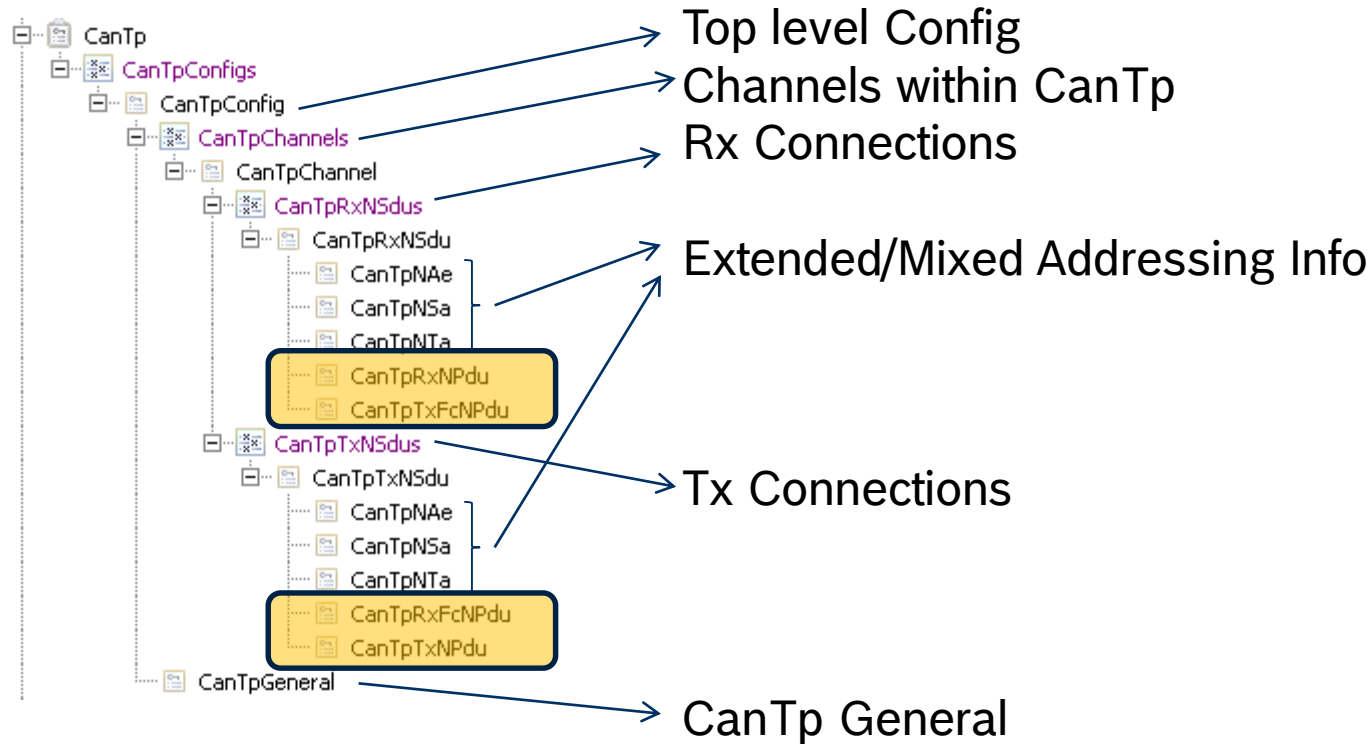 CanTp
CanTpConfigs
CanTpConfig
CanTpChannels
CanTpChannel
CanTpRxNSdus
CanTpRxNSdu
CanTpNAe
CanTpNSa
CanTpNTa
CanTpRxNPdu
CanTpTxFcNPdu
CanTpTxNSdus
CanTpTxNSdu
CanTpNAe
CanTpNSa
CanTpNTa
CanTpRxFcNPdu
CanTpTxNPdu
CanTpGeneral
Top level Config
Channels within CanTp
Rx Connections
Extended/Mixed Addressing Info
Tx Connections
CanTp General